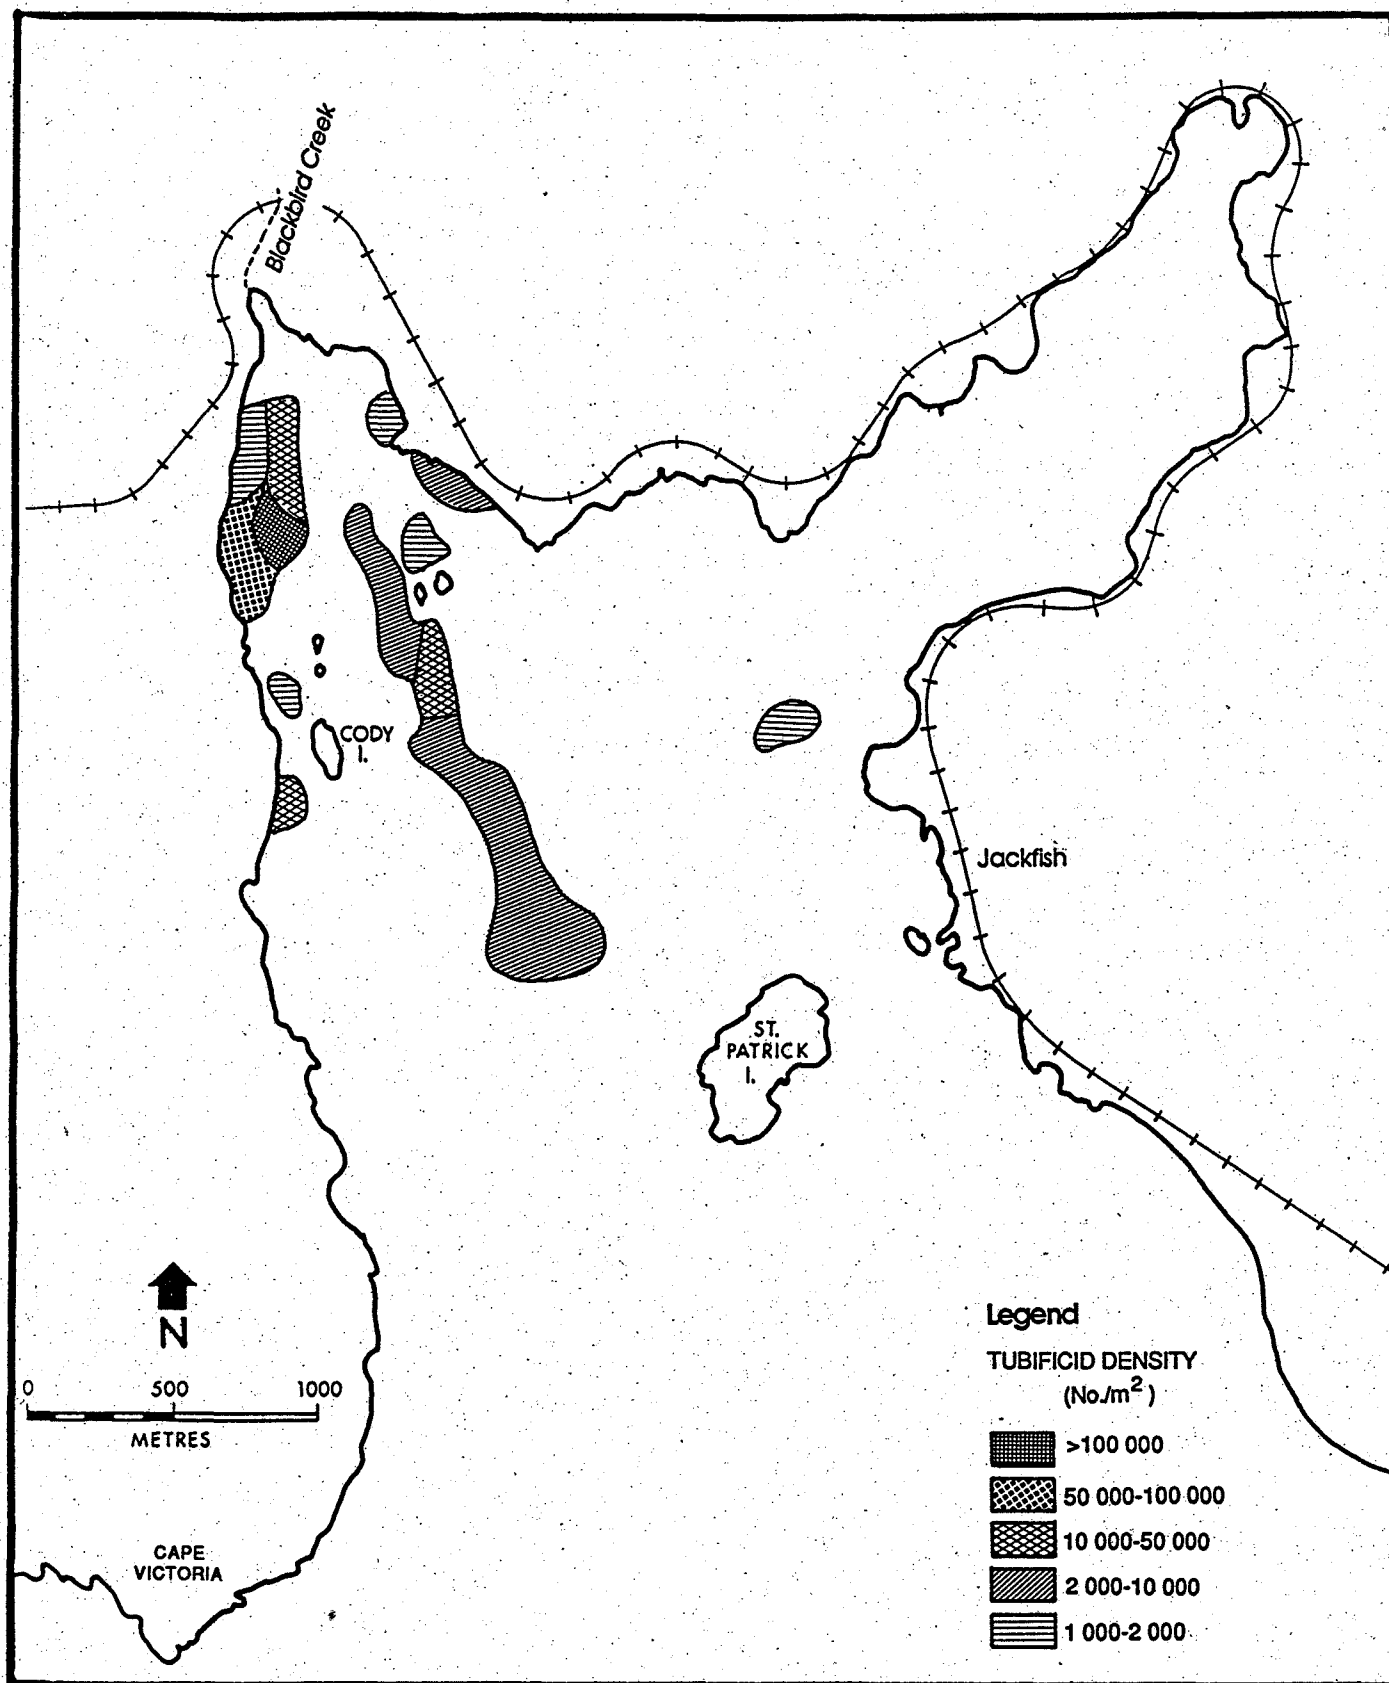 Blackbird Creek
CODY
I.
Jackfish
ST.
PATRICK
I.
N
0 500 1000
METRES
CAPE
VICTORIA
Legend
TUBIFICID DENSITY
(No./m²)
>100 000
50 000-100 000
10 000-50 000
2 000-10 000
1 000-2 000